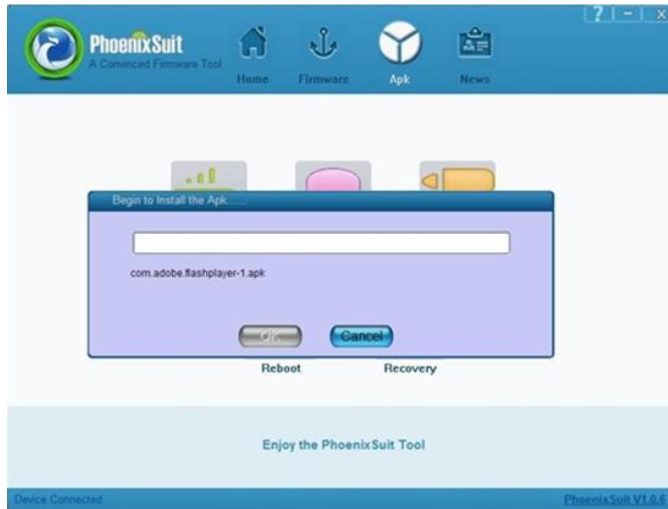 ? - x
PhoenixSuit
A Convinced Firmware Tool
Home Firmware Apk News
Begin to Install the Apk......
com.adobe.flashplayer-1.apk
OK Cancel
Reboot Recovery
Enjoy the PhoenixSuit Tool
Device Connected PhoenixSuit V1.0.6